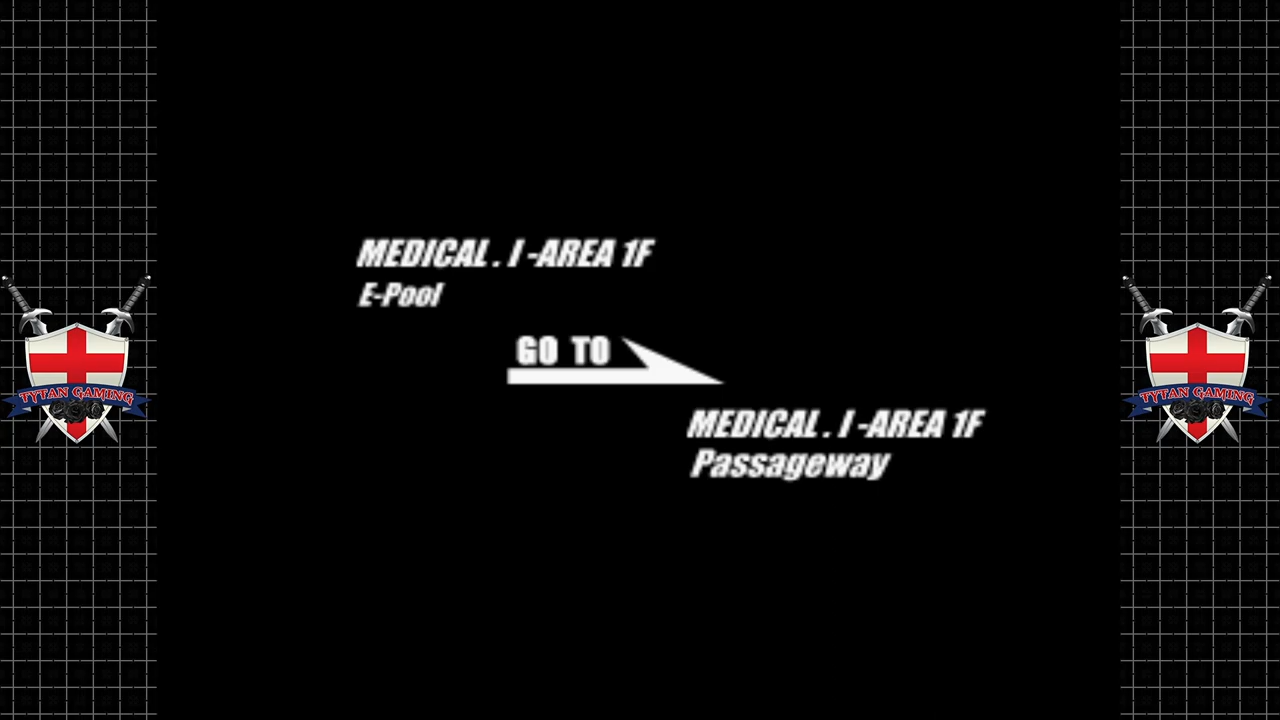 MEDICAL . I -AREA 1F
E-Pool
GO TO
MEDICAL . I -AREA 1F
Passageway
TYTAN GAMING
TYTAN GAMING